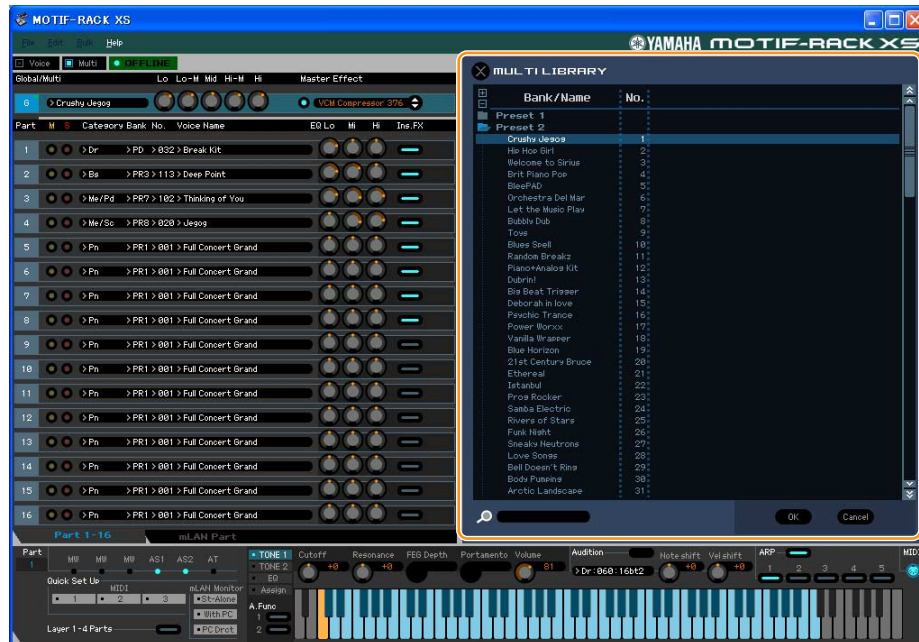 MOTIF-RACK XS
File Edit Bulk Help
YAMAHA MOTIF-RACK XS
Voice Multi OFFLINE
Global/Multi Lo Lo-M Mid Hi-M Hi Master Effect
G > Crushy Jegog VCM Compressor 376
Part M S Category Bank No. Voice Name EQ Lo Mi Hi Ins.FX
1 > Dr > PD > 032 > Break Kit
2 > Bs > PR3 > 113 > Deep Point
3 > Me/Pd > PR7 > 102 > Thinking of You
4 > Me/Sc > PR8 > 020 > Jegog
5 > Pn > PR1 > 001 > Full Concert Grand
6 > Pn > PR1 > 001 > Full Concert Grand
7 > Pn > PR1 > 001 > Full Concert Grand
8 > Pn > PR1 > 001 > Full Concert Grand
9 > Pn > PR1 > 001 > Full Concert Grand
10 > Pn > PR1 > 001 > Full Concert Grand
11 > Pn > PR1 > 001 > Full Concert Grand
12 > Pn > PR1 > 001 > Full Concert Grand
13 > Pn > PR1 > 001 > Full Concert Grand
14 > Pn > PR1 > 001 > Full Concert Grand
15 > Pn > PR1 > 001 > Full Concert Grand
16 > Pn > PR1 > 001 > Full Concert Grand
Part 1-16 mLAN Part
MULTI LIBRARY
Bank/Name No.
Preset 1
Preset 2
Crushy Jegog 1
Hip Hop Girl 2
Welcome to Sirius 3
Brit Piano Pop 4
BleePAD 5
Orchestra Del Mar 6
Let the Music Play 7
Bubbly Dub 8
Toys 9
Blues Spell 10
Random Breakz 11
Piano+Analog Kit 12
Dubrin! 13
Big Beat Trigger 14
Deborah in love 15
Psychic Trance 16
Power Worxx 17
Vanilla Wrapper 18
Blue Horizon 19
21st Century Bruce 20
Ethereal 21
Istanbul 22
Prog Rocker 23
Samba Electric 24
Rivers of Stars 25
Funk Night 26
Sneaky Neutrons 27
Love Songs 28
Bell Doesn't Ring 29
Body Pumping 30
Arctic Landscape 31
OK Cancel
Part MW MW MW AS1 AS2 AT
1
Quick Set Up
MIDI
1 2 3
mLAN Monitor
St-Alone
With PC
PC Drct
Layer 1-4 Parts
TONE 1
TONE 2
EQ
Assign
A.Func
1
2
Cutoff Resonance FEG Depth Portamento Volume
+0 +0 +0 81
Audition
> Dr:060:16bt2
Note shift Vel shift
+0 +0
ARP
1 2 3 4 5
MIDI